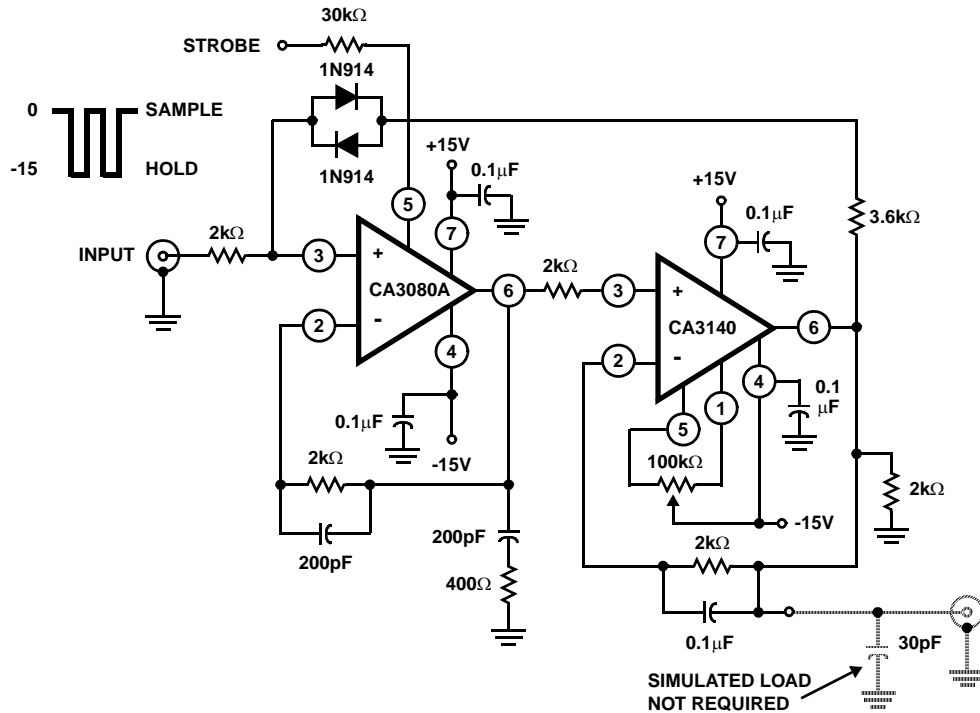 30kΩ
STROBE
1N914
0
SAMPLE
-15
HOLD
1N914
+15V
0.1µF
5
7
+15V
0.1µF
7
3.6kΩ
INPUT
2kΩ
3
+
CA3080A
6
2kΩ
3
+
CA3140
6
2
-
4
2
-
4
0.1
µF
5
1
0.1µF
-15V
100kΩ
-15V
2kΩ
2kΩ
200pF
200pF
400Ω
2kΩ
0.1µF
30pF
SIMULATED LOAD
NOT REQUIRED